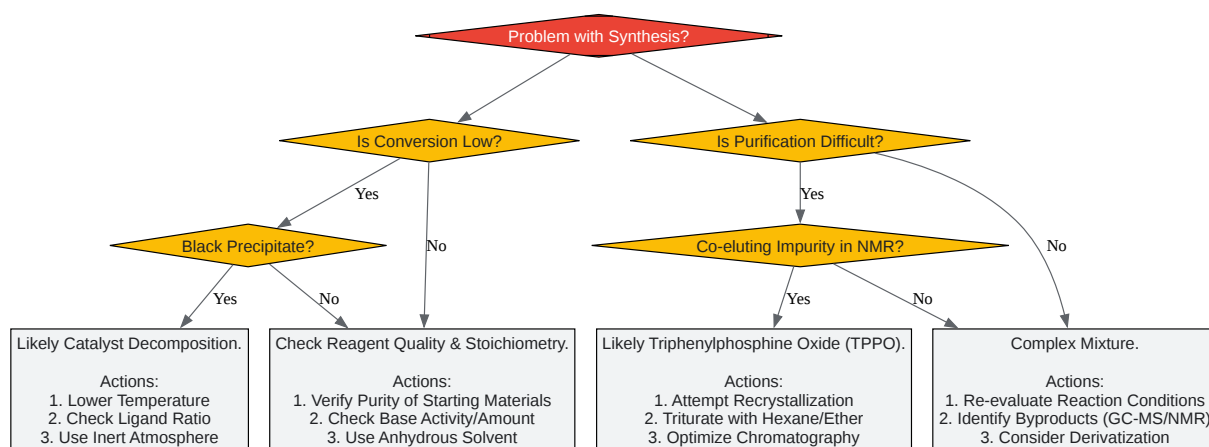 Problem with Synthesis?
Is Conversion Low?
Is Purification Difficult?
Yes
Yes
Black Precipitate?
No
Co-eluting Impurity in NMR?
No
Yes
No
Yes
No
Likely Catalyst Decomposition.
Actions:
1. Lower Temperature
2. Check Ligand Ratio
3. Use Inert Atmosphere
Check Reagent Quality & Stoichiometry.
Actions:
1. Verify Purity of Starting Materials
2. Check Base Activity/Amount
3. Use Anhydrous Solvent
Likely Triphenylphosphine Oxide (TPPO).
Actions:
1. Attempt Recrystallization
2. Triturate with Hexane/Ether
3. Optimize Chromatography
Complex Mixture.
Actions:
1. Re-evaluate Reaction Conditions
2. Identify Byproducts (GC-MS/NMR)
3. Consider Derivatization